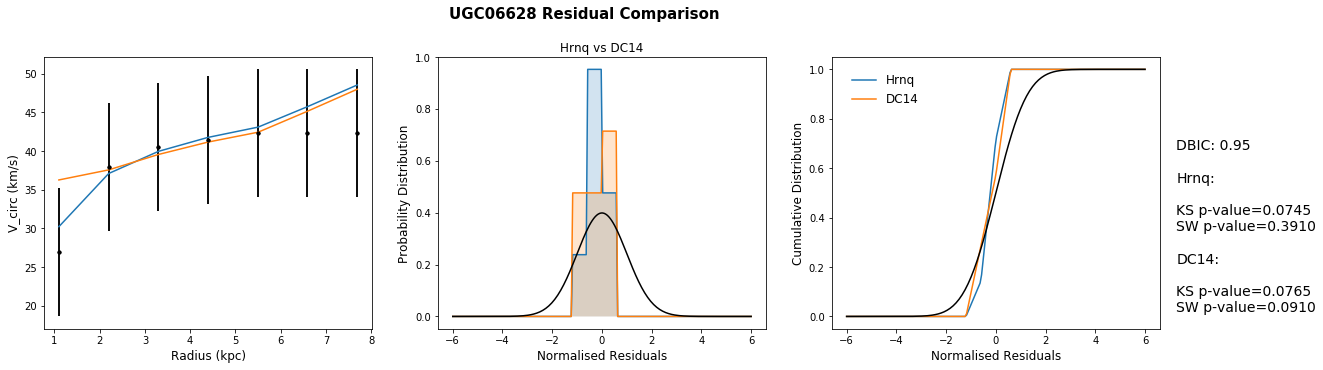 UGC06628 Residual Comparison
V_circ (km/s)
50
45
40
35
30
25
20
1 2 3 4 5 6 7 8
Radius (kpc)
Hrnq vs DC14
Probability Distribution
1.0
0.8
0.6
0.4
0.2
0.0
−6 −4 −2 0 2 4 6
Normalised Residuals
Cumulative Distribution
1.0
0.8
0.6
0.4
0.2
0.0
Hrnq
DC14
−6 −4 −2 0 2 4 6
Normalised Residuals
DBIC: 0.95
Hrnq:
KS p-value=0.0745
SW p-value=0.3910
DC14:
KS p-value=0.0765
SW p-value=0.0910